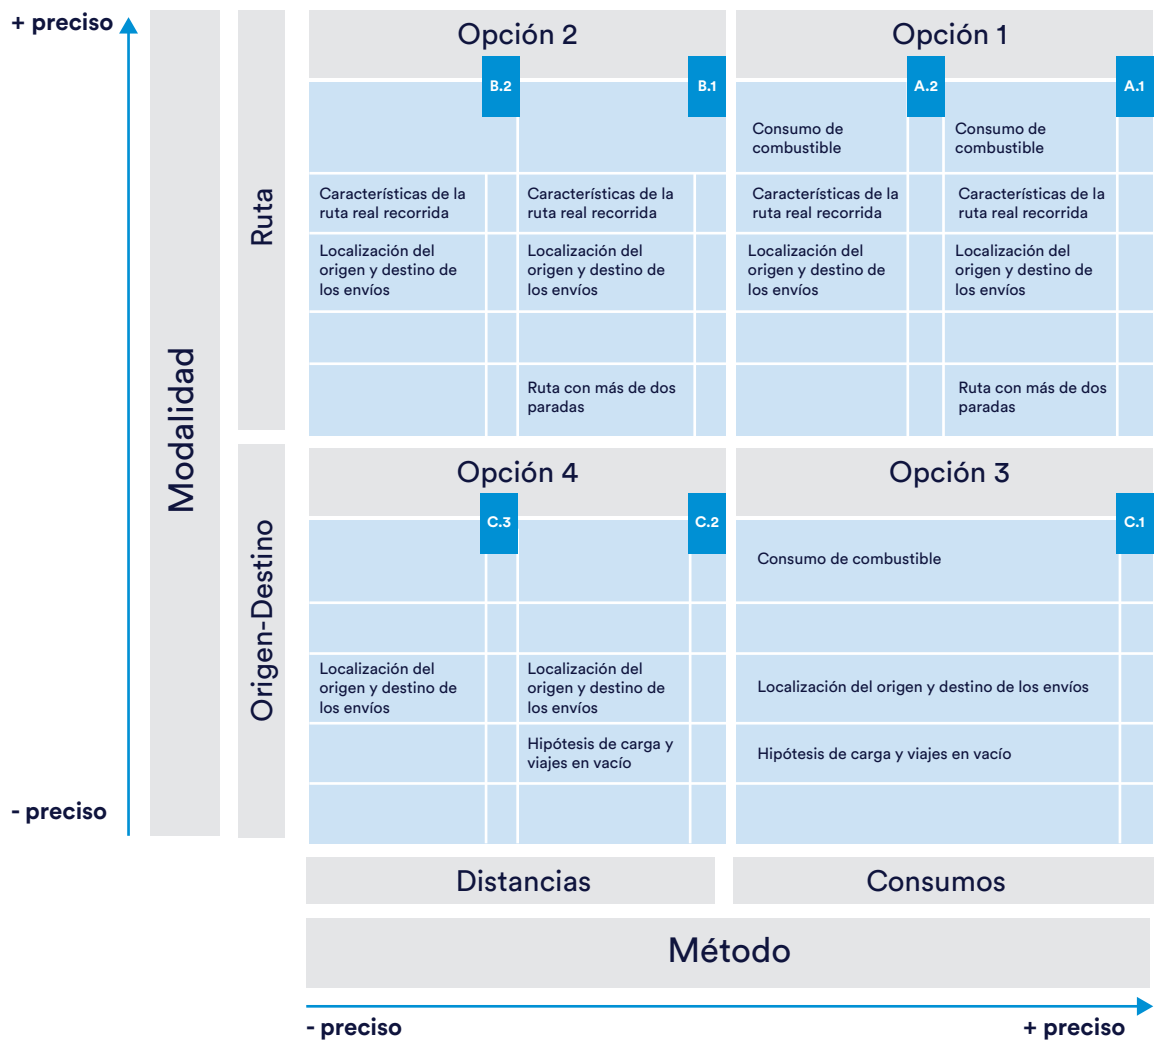 + preciso
Modalidad
Ruta
Opción 2
B.2
B.1
Características de la
ruta real recorrida
Características de la
ruta real recorrida
Localización del
origen y destino de
los envíos
Localización del
origen y destino de
los envíos
Ruta con más de dos
paradas
Opción 1
A.2
A.1
Consumo de
combustible
Consumo de
combustible
Características de la
ruta real recorrida
Características de la
ruta real recorrida
Localización del
origen y destino de
los envíos
Localización del
origen y destino de
los envíos
Ruta con más de dos
paradas
Origen-Destino
Opción 4
C.3
C.2
Localización del
origen y destino de
los envíos
Localización del
origen y destino de
los envíos
Hipótesis de carga y
viajes en vacío
Opción 3
C.1
Consumo de combustible
Localización del origen y destino de los envíos
Hipótesis de carga y viajes en vacío
- preciso
Distancias
Consumos
Método
- preciso
+ preciso